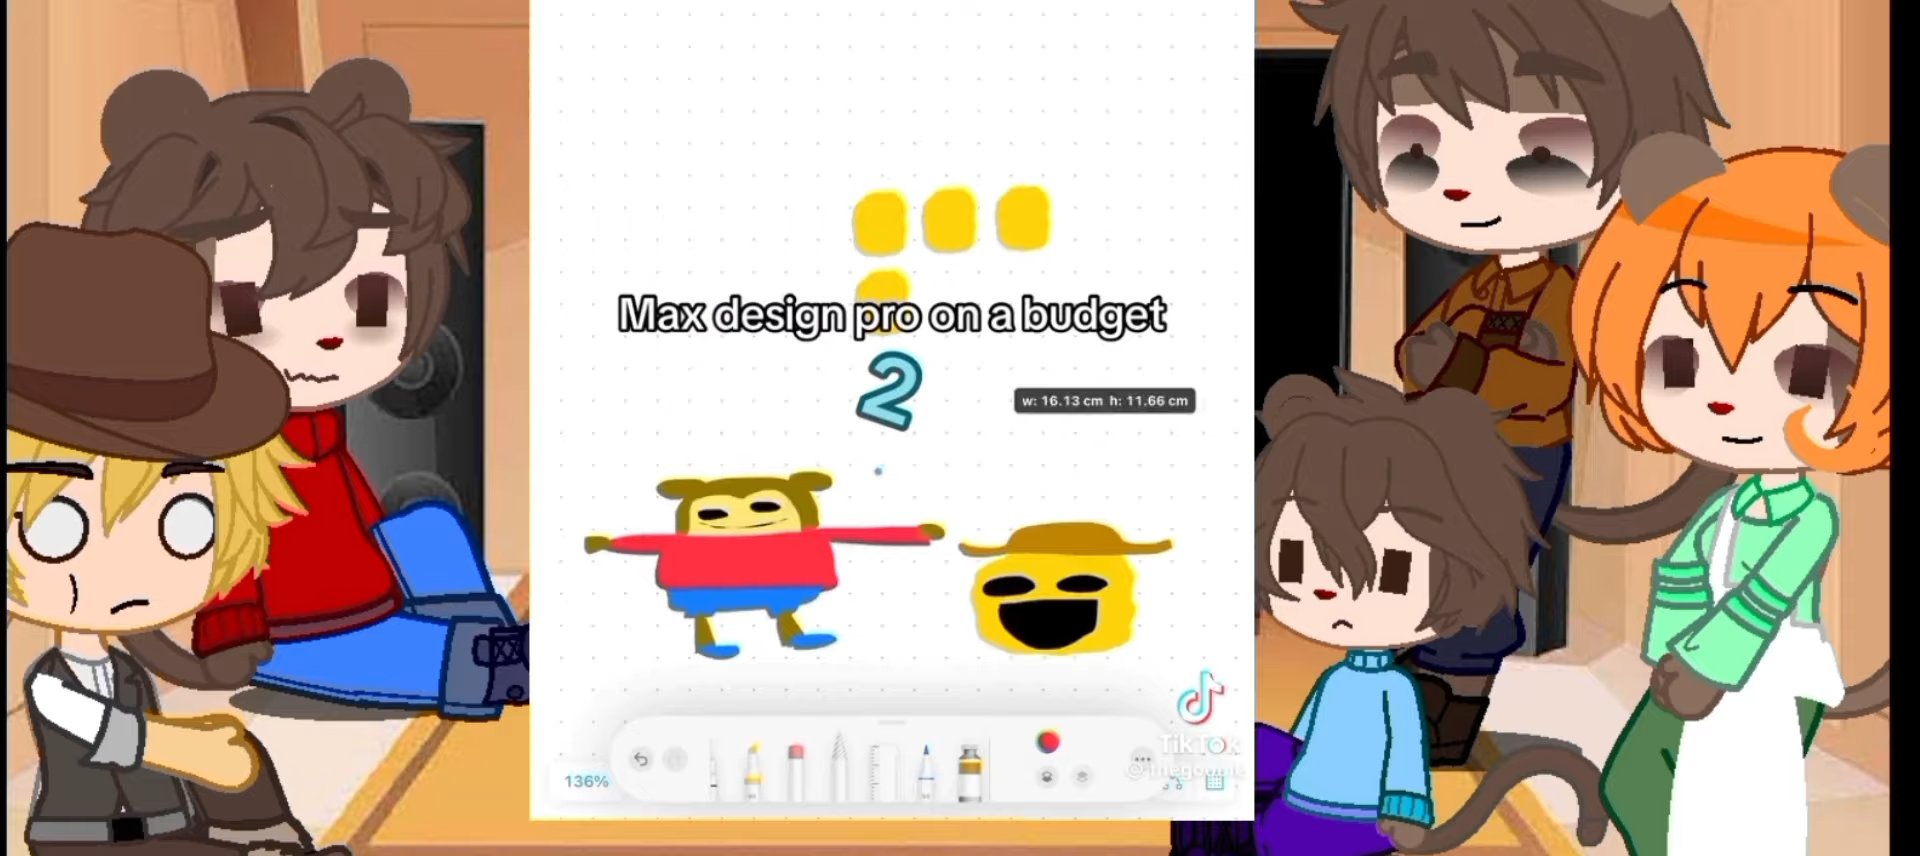 Max design pro on a budget
2
w: 16.13 cm h: 11.66 cm
TikTok
136%